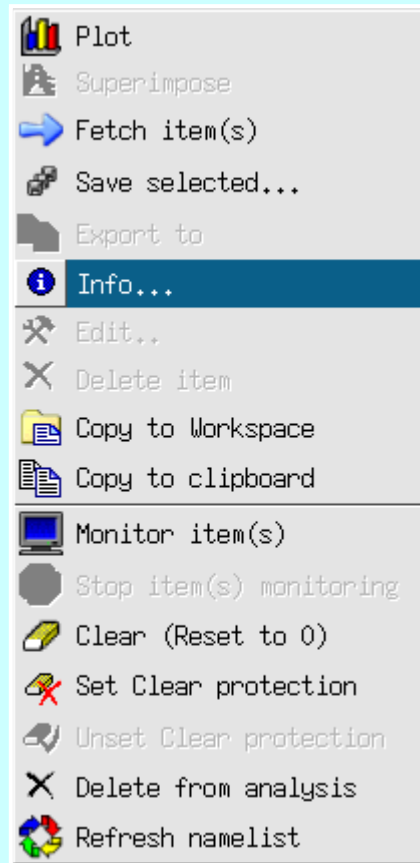 Plot
Superimpose
Fetch item(s)
Save selected...
Export to
Info...
Edit..
Delete item
Copy to Workspace
Copy to clipboard
Monitor item(s)
Stop item(s) monitoring
Clear (Reset to 0)
Set Clear protection
Unset Clear protection
Delete from analysis
Refresh namelist